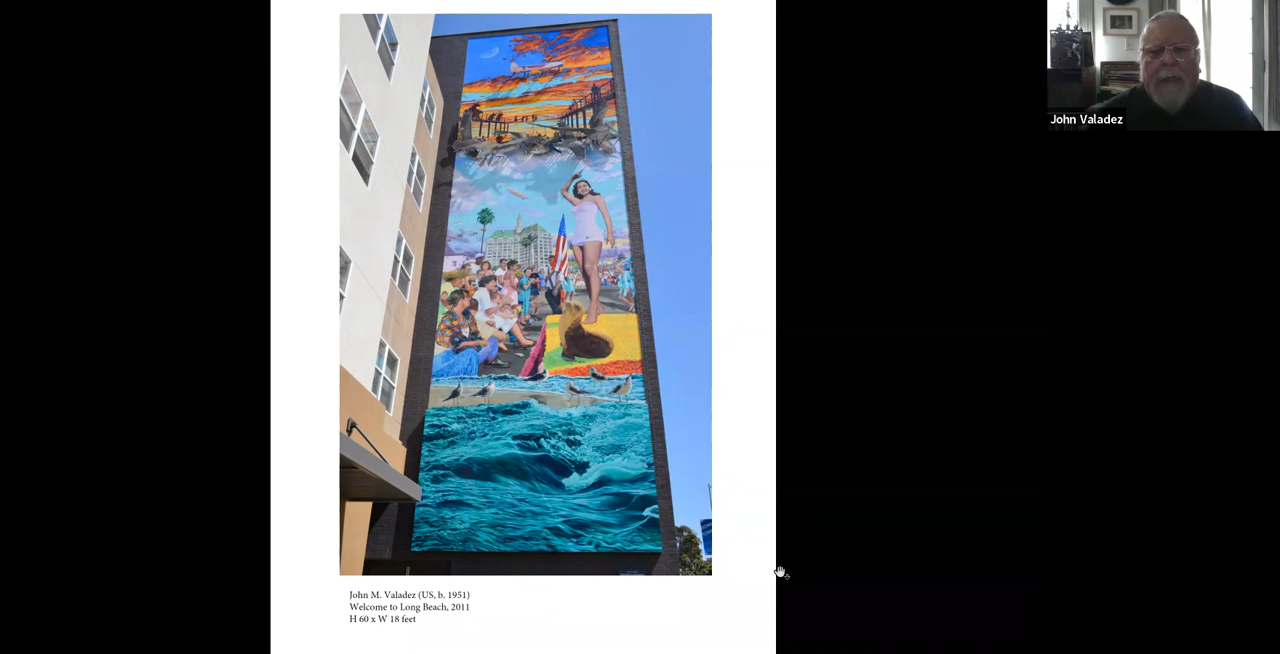 John Valadez
John M. Valadez (US, b. 1951)
Welcome to Long Beach, 2011
H 60 x W 18 feet